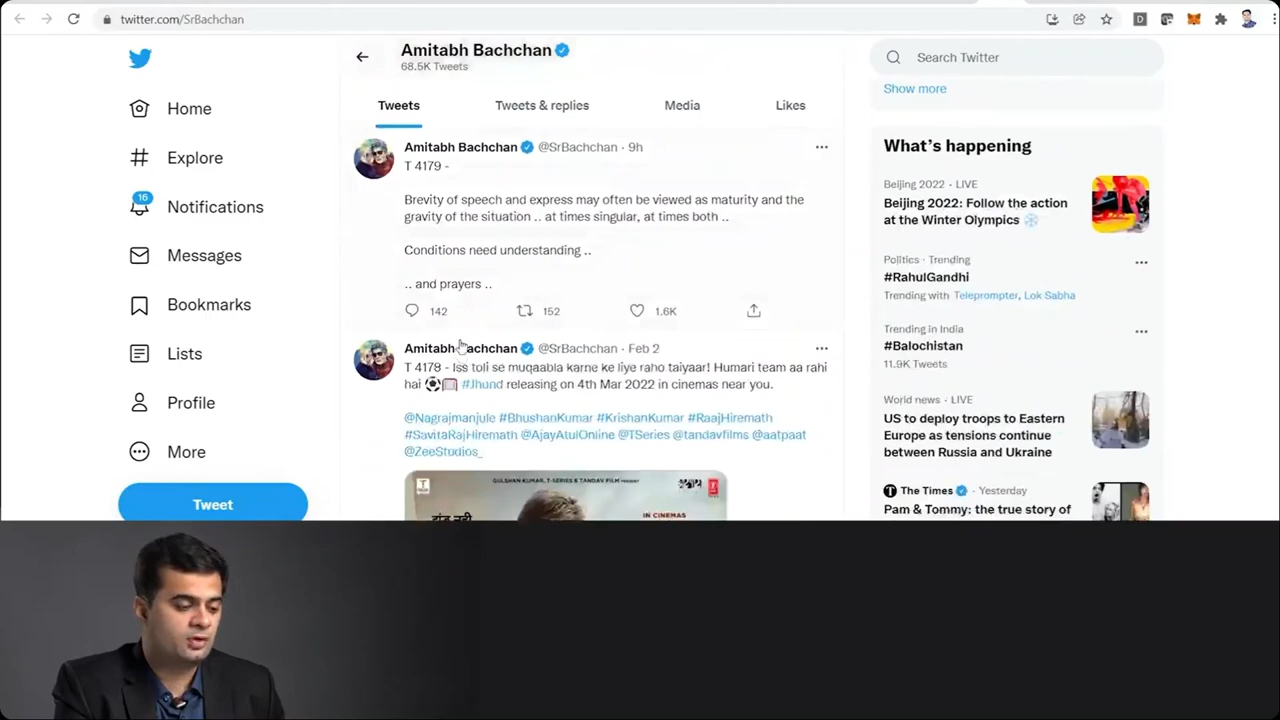 twitter.com/SrBachchan
Home
Explore
16
Notifications
Messages
Bookmarks
Lists
Profile
More
Tweet
Amitabh Bachchan
68.5K Tweets
Tweets
Tweets & replies
Media
Likes
Amitabh Bachchan @SrBachchan · 9h
T 4179 -
Brevity of speech and express may often be viewed as maturity and the
gravity of the situation .. at times singular, at times both ..
Conditions need understanding ..
.. and prayers ..
142
152
1.6K
Amitabh Bachchan @SrBachchan · Feb 2
T 4178 - Iss toli se muqaabla karne ke liye raho taiyaar! Humari team aa rahi
hai ⚽🥅 #Jhund releasing on 4th Mar 2022 in cinemas near you.
@Nagrajmanjule #BhushanKumar #KrishanKumar #RaajHiremath
#SavitaRajHiremath @AjayAtulOnline @TSeries @tandavfilms @aatpaat
@ZeeStudios_
GULSHAN KUMAR, T-SERIES & TANDAV FILM PRESENT
IN CINEMAS
Search Twitter
Show more
What's happening
Beijing 2022 · LIVE
Beijing 2022: Follow the action
at the Winter Olympics ❄️
Politics · Trending
#RahulGandhi
Trending with Teleprompter, Lok Sabha
Trending in India
#Balochistan
11.9K Tweets
World news · LIVE
US to deploy troops to Eastern
Europe as tensions continue
between Russia and Ukraine
The Times · Yesterday
Pam & Tommy: the true story of